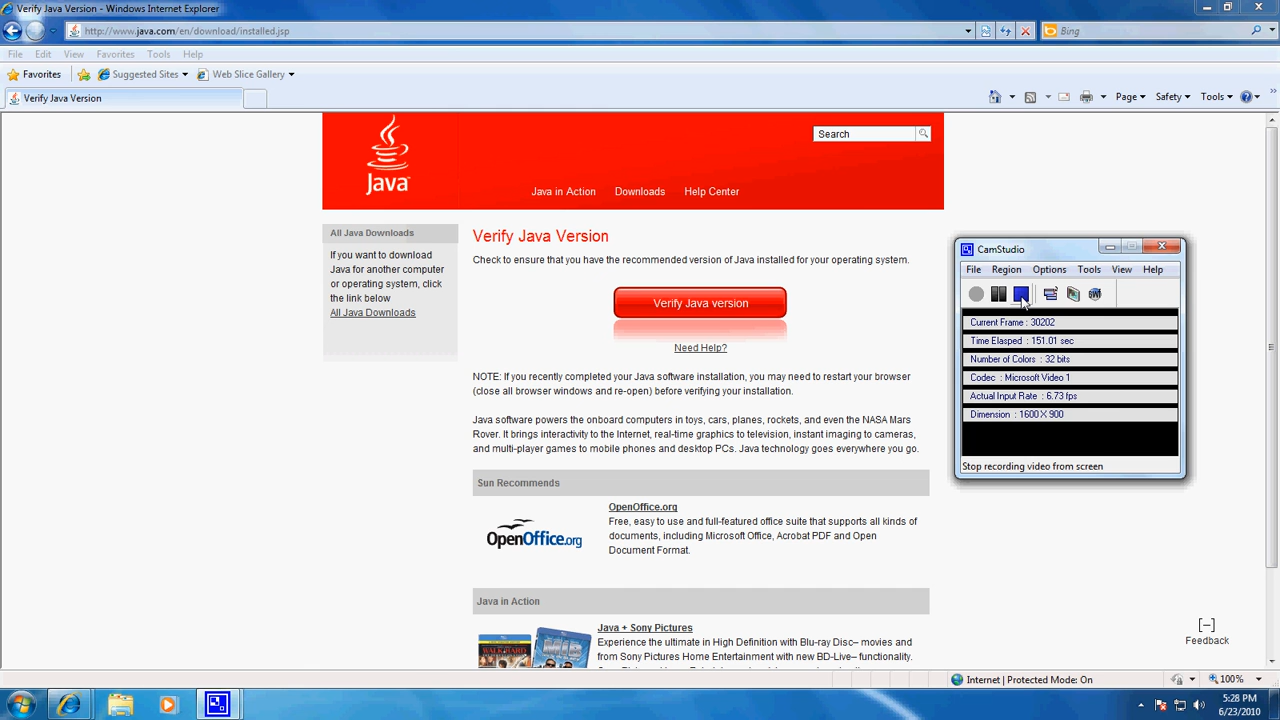 Verify Java Version - Windows Internet Explorer
http://www.java.com/en/download/installed.jsp
Bing
File Edit View Favorites Tools Help
Favorites Suggested Sites Web Slice Gallery
Verify Java Version
Page Safety Tools
Java
Search
Java in Action Downloads Help Center
All Java Downloads
If you want to download
Java for another computer
or operating system, click
the link below
All Java Downloads
Verify Java Version
Check to ensure that you have the recommended version of Java installed for your operating system.
Verify Java version
Need Help?
NOTE: If you recently completed your Java software installation, you may need to restart your browser
(close all browser windows and re-open) before verifying your installation.
Java software powers the onboard computers in toys, cars, planes, rockets, and even the NASA Mars
Rover. It brings interactivity to the Internet, real-time graphics to television, instant imaging to cameras,
and multi-player games to mobile phones and desktop PCs. Java technology goes everywhere you go.
Sun Recommends
OpenOffice.org
OpenOffice.org
Free, easy to use and full-featured office suite that supports all kinds of
documents, including Microsoft Office, Acrobat PDF and Open
Document Format.
Java in Action
Java + Sony Pictures
Experience the ultimate in High Definition with Blu-ray Disc– movies and
from Sony Pictures Home Entertainment with new BD-Live– functionality.
CamStudio
File Region Options Tools View Help
Current Frame : 30202
Time Elasped : 151.01 sec
Number of Colors : 32 bits
Codec : Microsoft Video 1
Actual Input Rate : 6.73 fps
Dimension : 1600 X 900
Stop recording video from screen
[–]
Feedback
Internet | Protected Mode: On
100%
5:28 PM
6/23/2010